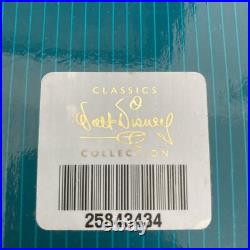 CLASSICS
Walt Disney
COLLECTION
25843434